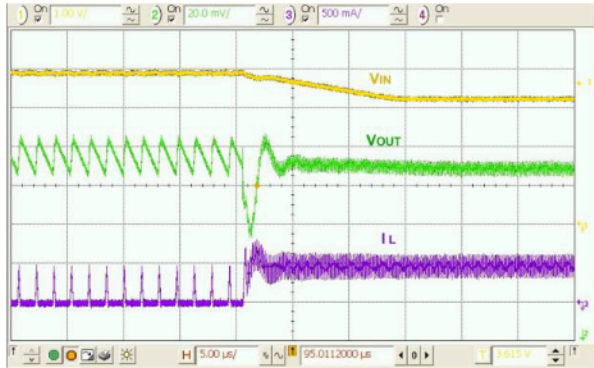 1 On 1.00 V/ 2 On 20.0 mV/ 3 On 500 mA/ 4 On
VIN
VOUT
IL
H 5.00 µs/ 95.0112000 µs 0 T 3.615 V